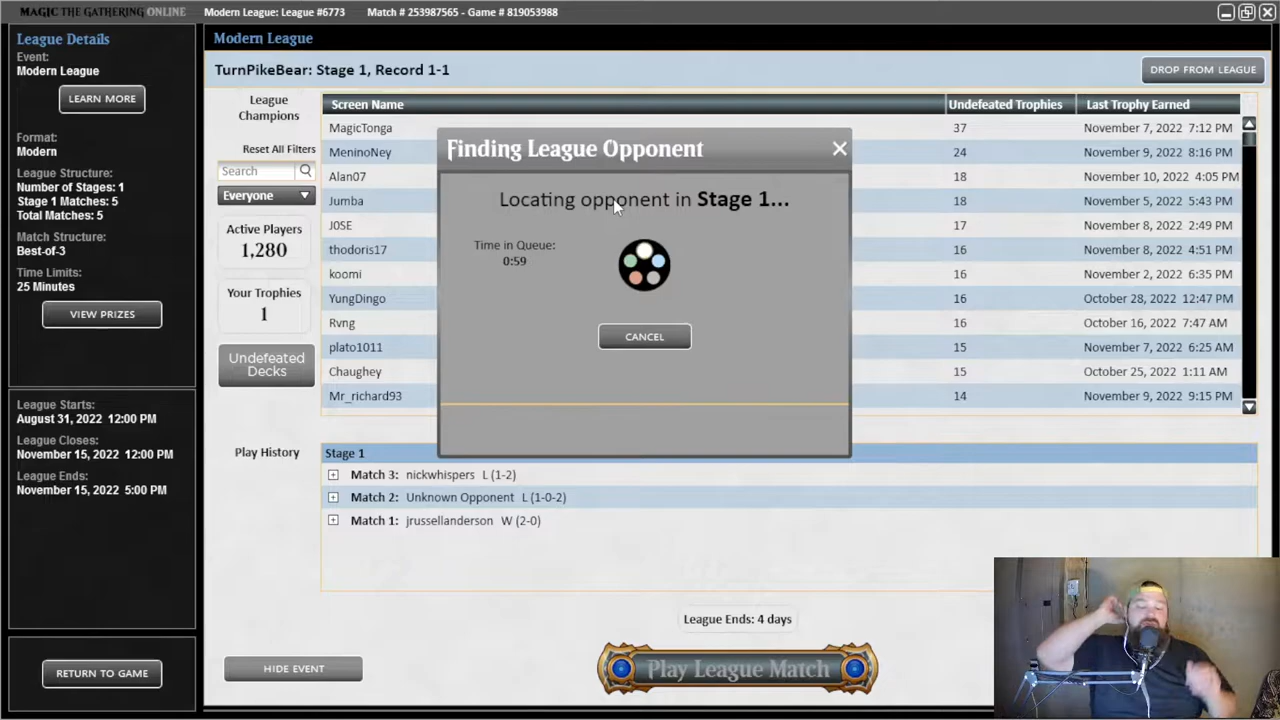 MAGIC THE GATHERING ONLINE
Modern League: League #6773
Match # 253987565 - Game # 819053988
League Details
Event:
Modern League
LEARN MORE
Format:
Modern
League Structure:
Number of Stages: 1
Stage 1 Matches: 5
Total Matches: 5
Match Structure:
Best-of-3
Time Limits:
25 Minutes
VIEW PRIZES
League Starts:
August 31, 2022 12:00 PM
League Closes:
November 15, 2022 12:00 PM
League Ends:
November 15, 2022 5:00 PM
RETURN TO GAME
Modern League
TurnPikeBear: Stage 1, Record 1-1
DROP FROM LEAGUE
League
Champions
Reset All Filters
Search
Everyone
Active Players
1,280
Your Trophies
1
Undefeated
Decks
Screen Name Undefeated Trophies Last Trophy Earned
MagicTonga 37 November 7, 2022 7:12 PM
MeninoNey 24 November 9, 2022 8:16 PM
Alan07 18 November 10, 2022 4:05 PM
Jumba 18 November 5, 2022 5:43 PM
J0SE 17 November 8, 2022 2:49 PM
thodoris17 16 November 8, 2022 4:51 PM
koomi 16 November 2, 2022 6:35 PM
YungDingo 16 October 28, 2022 12:47 PM
Rvng 16 October 16, 2022 7:47 AM
plato1011 15 November 7, 2022 6:25 AM
Chaughey 15 October 25, 2022 1:11 AM
Mr_richard93 14 November 9, 2022 9:15 PM
Finding League Opponent
Locating opponent in Stage 1...
Time in Queue:
0:59
CANCEL
Play History
Stage 1
Match 3: nickwhispers L (1-2)
Match 2: Unknown Opponent L (1-0-2)
Match 1: jrussellanderson W (2-0)
League Ends: 4 days
HIDE EVENT
Play League Match